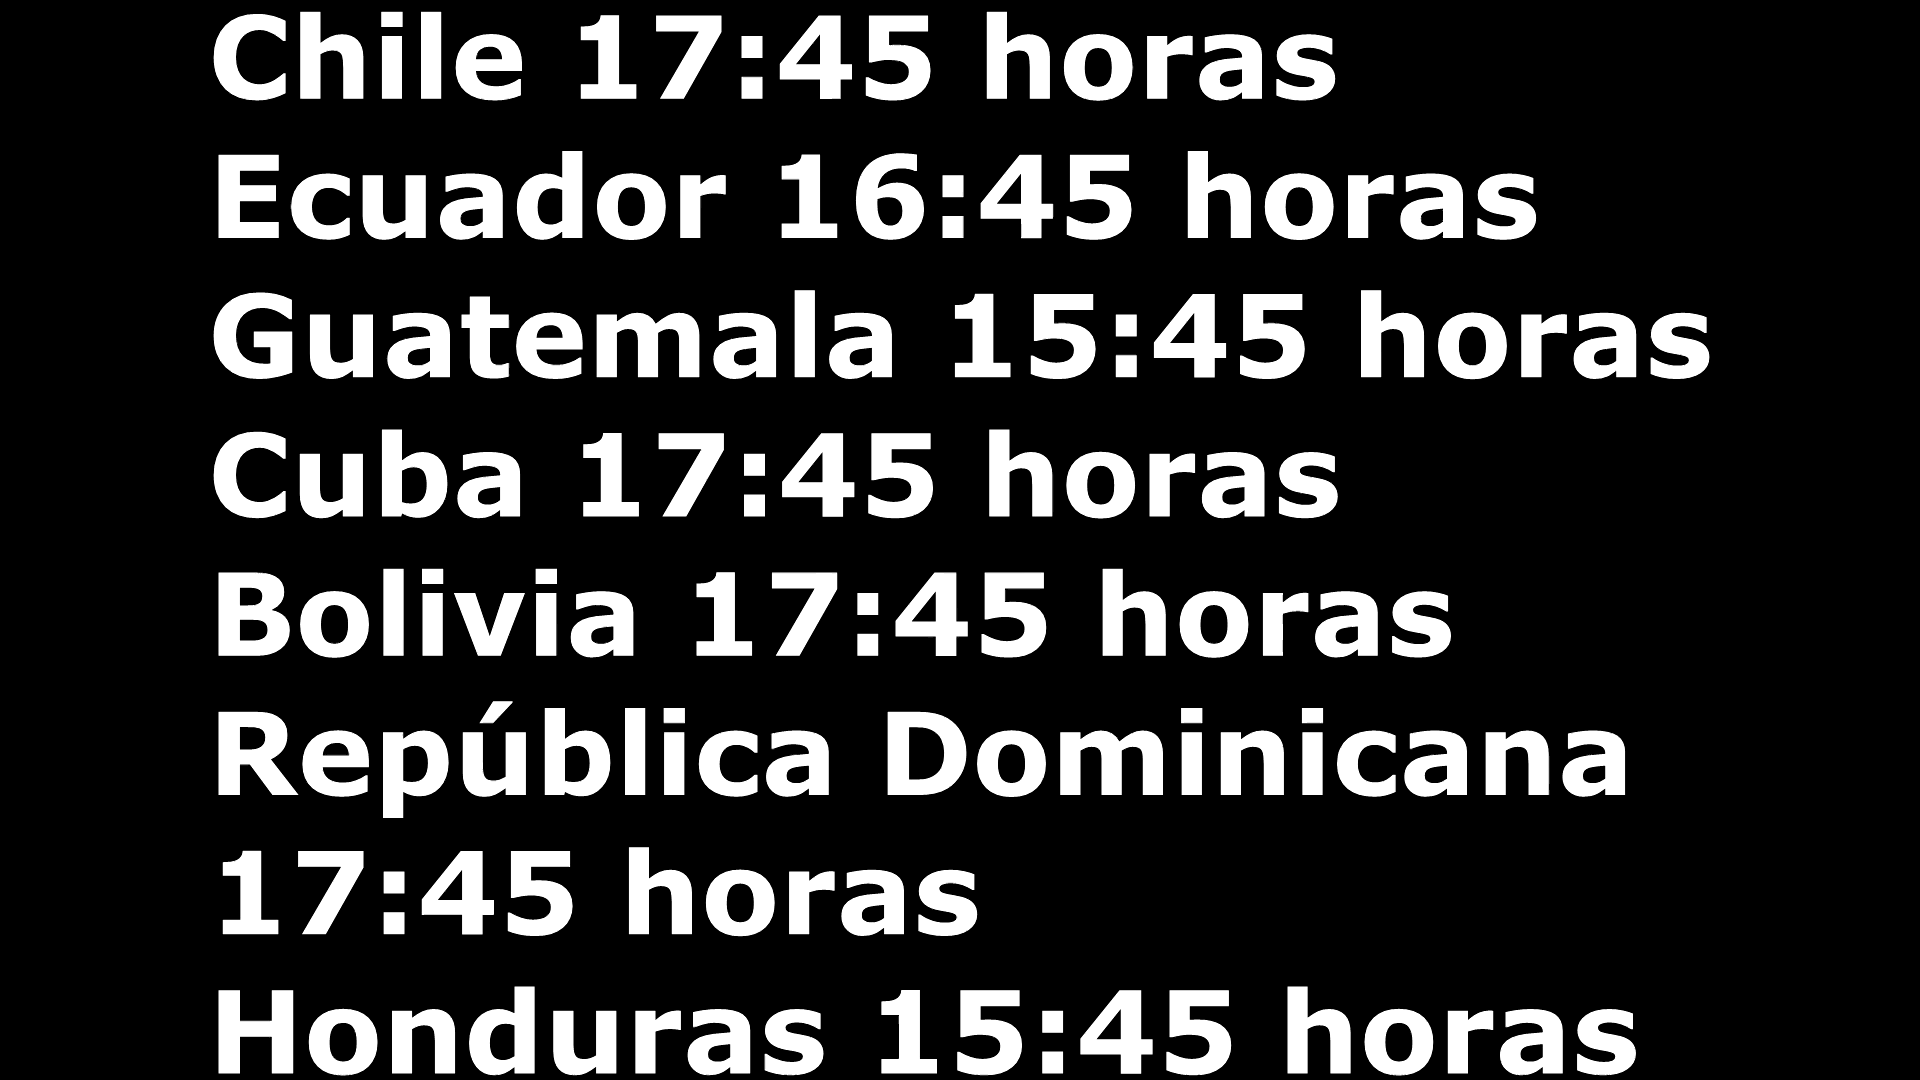 Chile 17:45 horas
Ecuador 16:45 horas
Guatemala 15:45 horas
Cuba 17:45 horas
Bolivia 17:45 horas
República Dominicana
17:45 horas
Honduras 15:45 horas